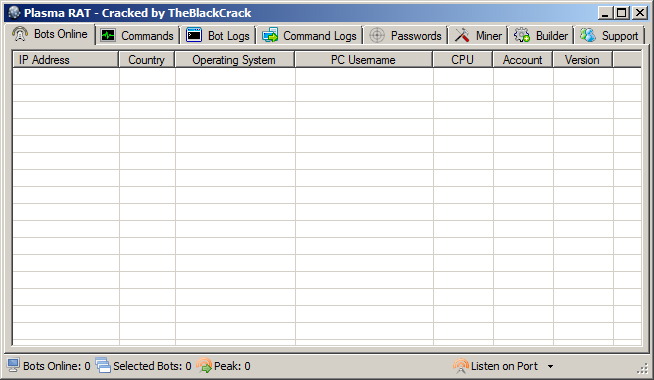 Plasma RAT - Cracked by TheBlackCrack
Bots Online Commands Bot Logs Command Logs Passwords Miner Builder Support
IP Address Country Operating System PC Username CPU Account Version
Bots Online: 0 Selected Bots: 0 Peak: 0 Listen on Port